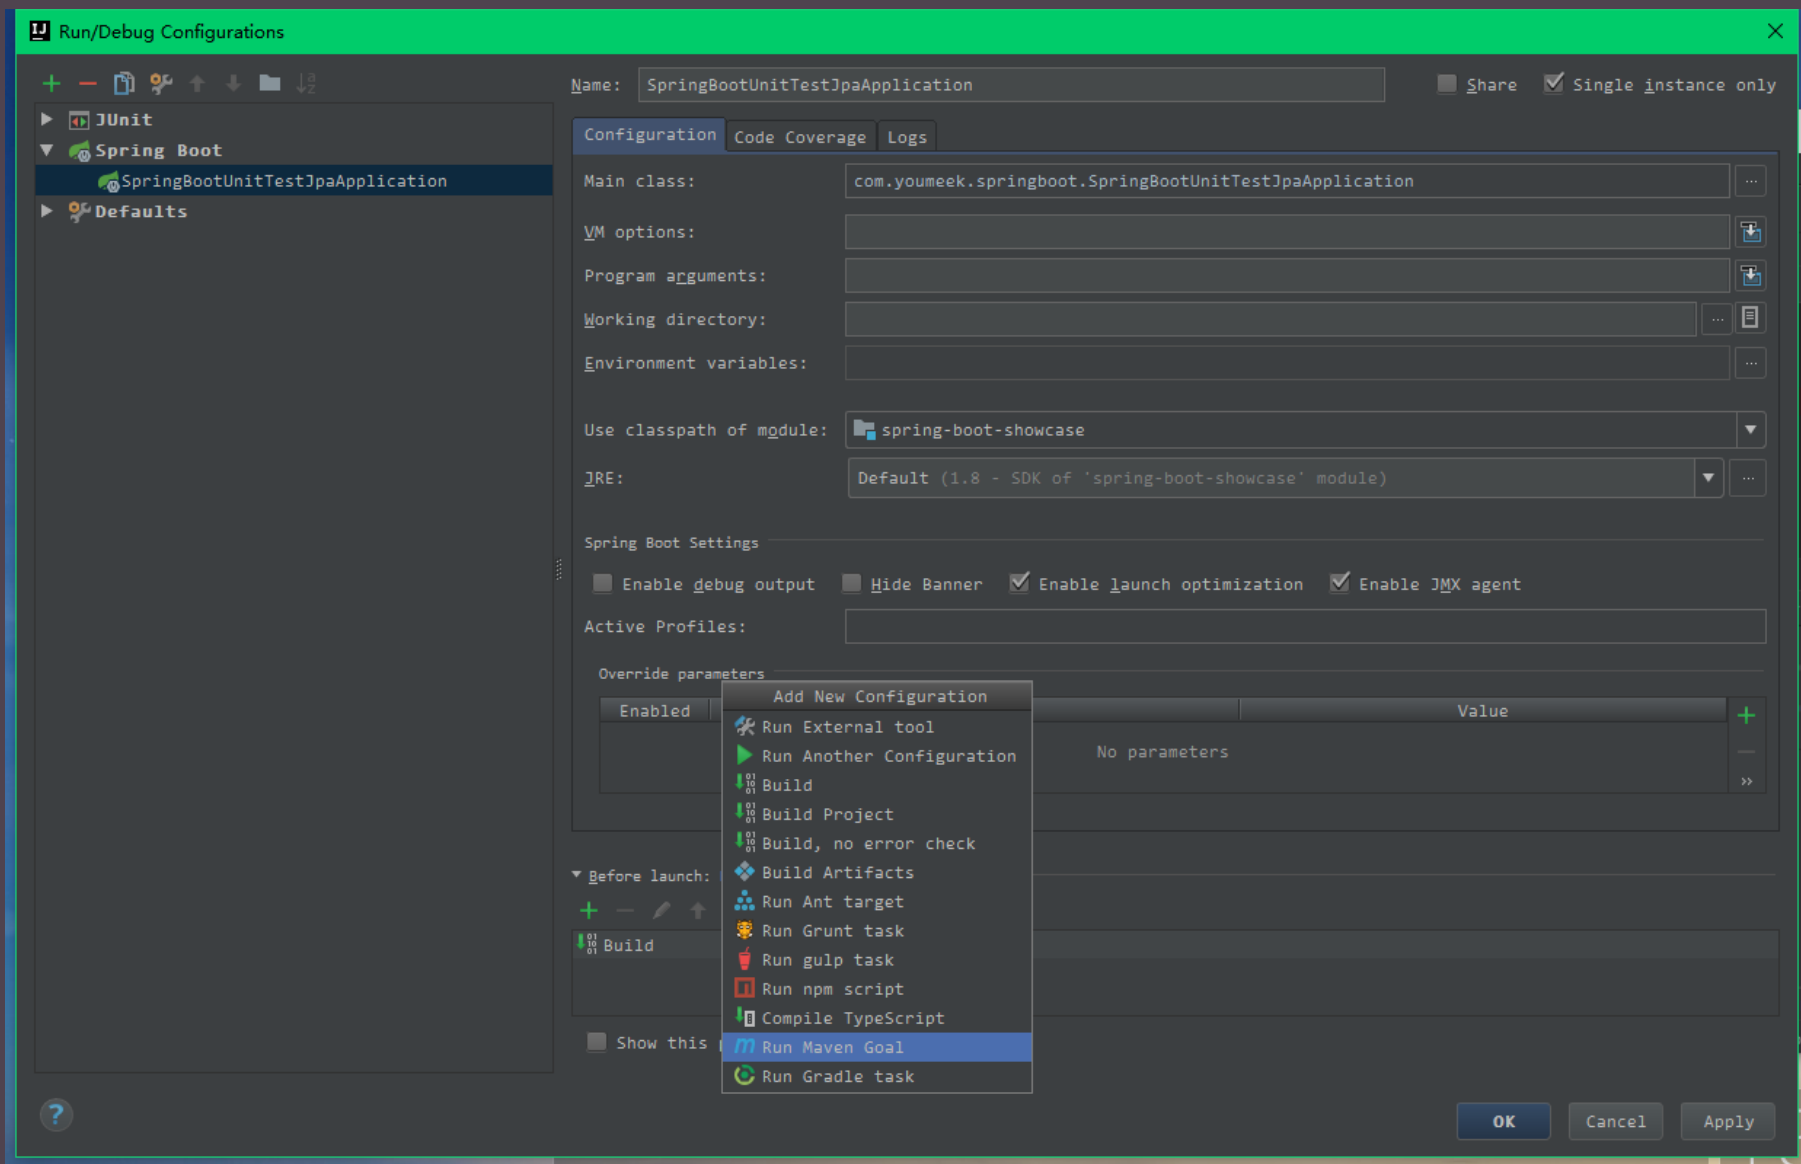 Run/Debug Configurations
Name: SpringBootUnitTestJpaApplication Share Single instance only
JUnit
Spring Boot
SpringBootUnitTestJpaApplication
Defaults
Configuration Code Coverage Logs
Main class: com.youmeek.springboot.SpringBootUnitTestJpaApplication ...
VM options:
Program arguments:
Working directory: ...
Environment variables: ...
Use classpath of module: spring-boot-showcase
JRE: Default (1.8 - SDK of 'spring-boot-showcase' module) ...
Spring Boot Settings
Enable debug output Hide Banner Enable launch optimization Enable JMX agent
Active Profiles:
Override parameters
Enabled Value
No parameters
Add New Configuration
Run External tool
Run Another Configuration
Build
Build Project
Build, no error check
Build Artifacts
Run Ant target
Run Grunt task
Run gulp task
Run npm script
Compile TypeScript
Run Maven Goal
Run Gradle task
Before launch:
Build
Show this
? OK Cancel Apply